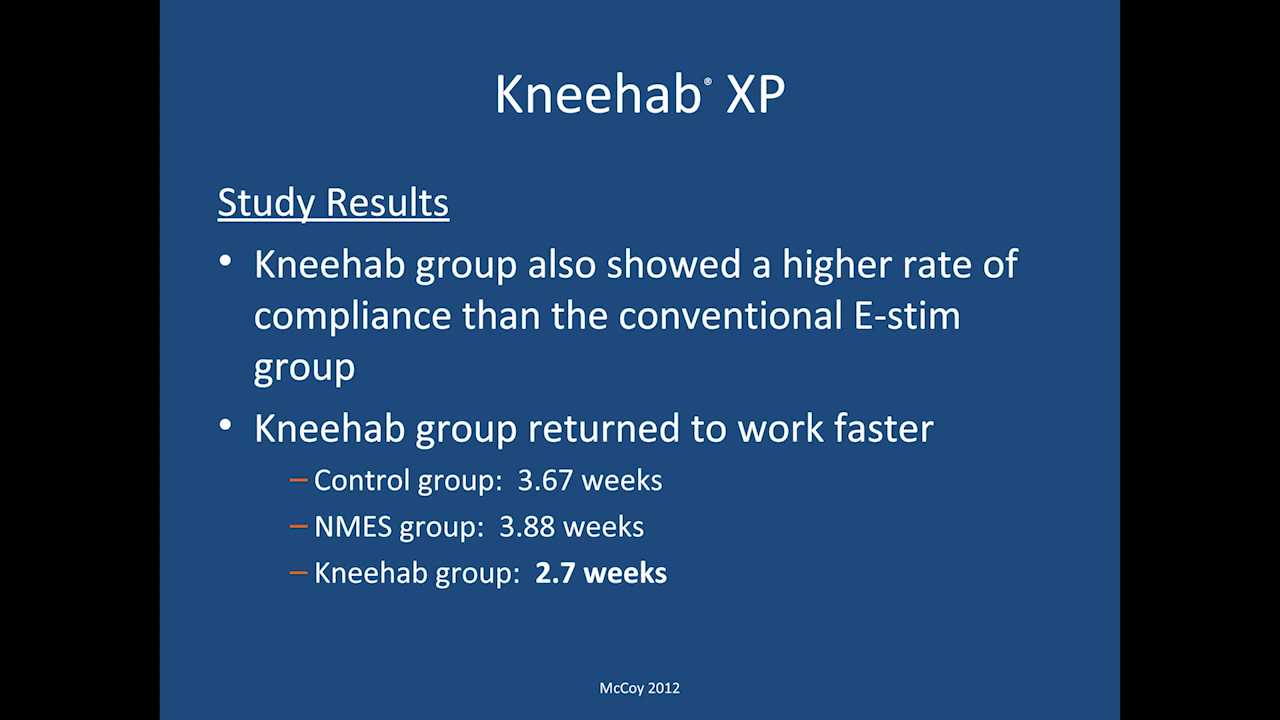 Kneehab® XP
Study Results
• Kneehab group also showed a higher rate of
compliance than the conventional E-stim
group
• Kneehab group returned to work faster
– Control group:  3.67 weeks
– NMES group:  3.88 weeks
– Kneehab group:  2.7 weeks
McCoy 2012